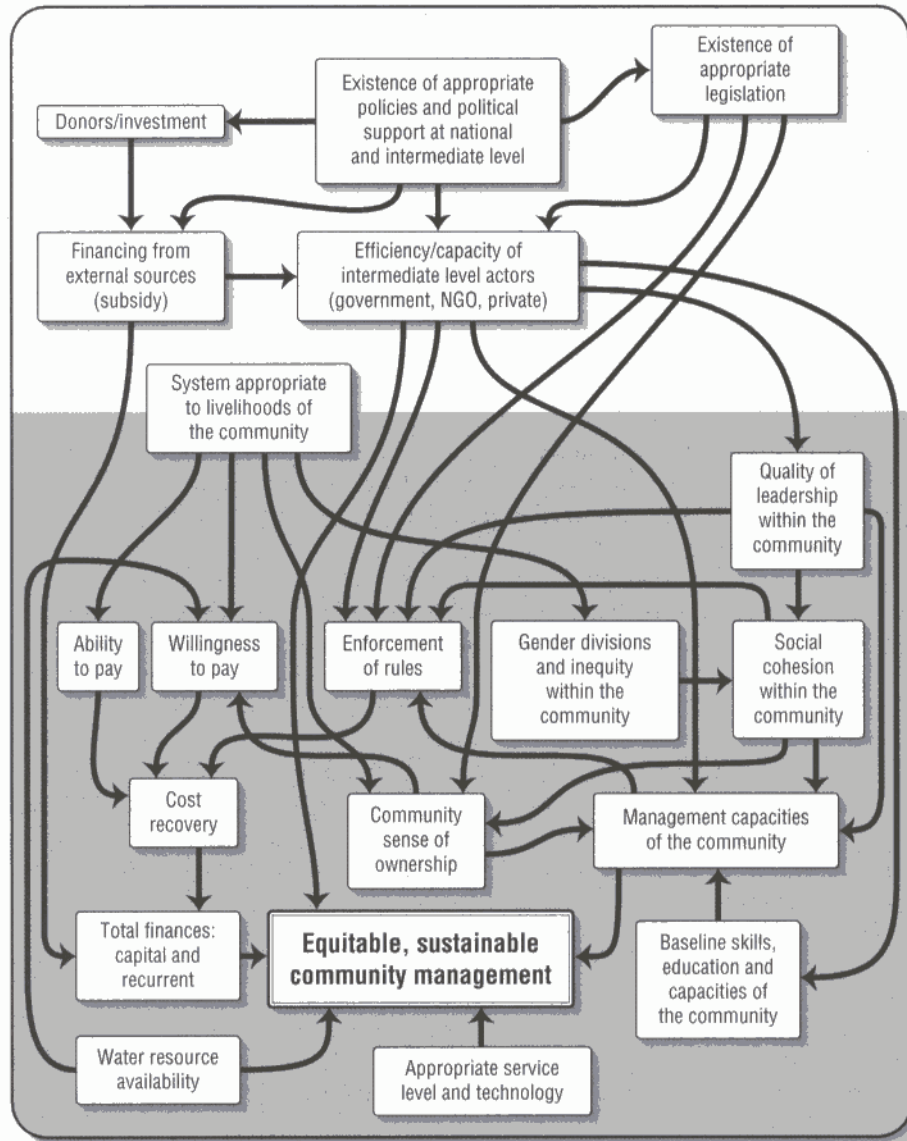 Existence of
appropriate
legislation
Existence of appropriate
policies and political
support at national
and intermediate level
Donors/investment
Financing from
external sources
(subsidy)
Efficiency/capacity of
intermediate level actors
(government, NGO, private)
System appropriate
to livelihoods of
the community
Quality of
leadership
within the
community
Ability
to pay
Willingness
to pay
Enforcement
of rules
Gender divisions
and inequity
within the
community
Social
cohesion
within the
community
Cost
recovery
Community
sense of
ownership
Management capacities
of the community
Total finances:
capital and
recurrent
Equitable, sustainable
community management
Baseline skills,
education and
capacities of
the community
Water resource
availability
Appropriate service
level and technology